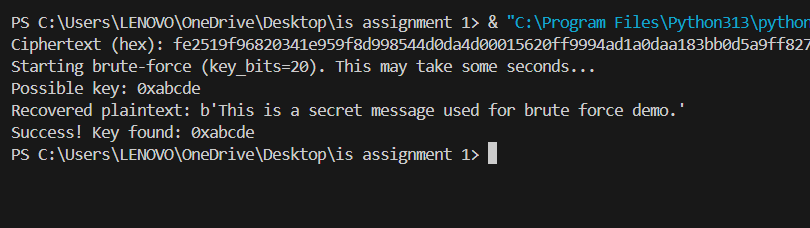 PS C:\Users\LENOVO\OneDrive\Desktop\is assignment 1> & "C:\Program Files\Python313\python
Ciphertext (hex): fe2519f96820341e959f8d998544d0da4d00015620ff9994ad1a0daa183bb0d5a9ff827
Starting brute-force (key_bits=20). This may take some seconds...
Possible key: 0xabcde
Recovered plaintext: b'This is a secret message used for brute force demo.'
Success! Key found: 0xabcde
PS C:\Users\LENOVO\OneDrive\Desktop\is assignment 1>